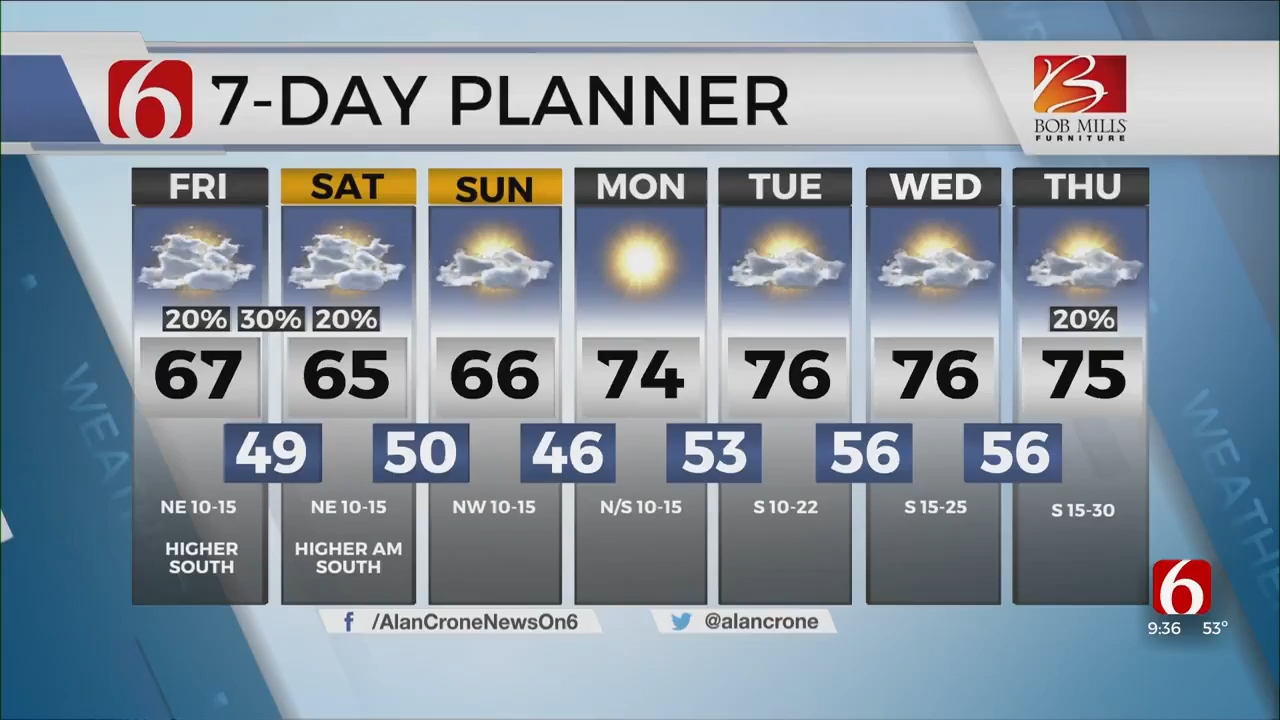 6 7-DAY PLANNER
B
BOB MILLS
FURNITURE
FRI SAT SUN MON TUE WED THU
20% 30% 20% 20%
67 65 66 74 76 76 75
49 50 46 53 56 56
NE 10-15 NE 10-15 NW 10-15 N/S 10-15 S 10-22 S 15-25 S 15-30
HIGHER HIGHER AM
SOUTH SOUTH
f /AlanCroneNewsOn6 @alancrone
6
9:36 53°
WEATHER
WEATHE